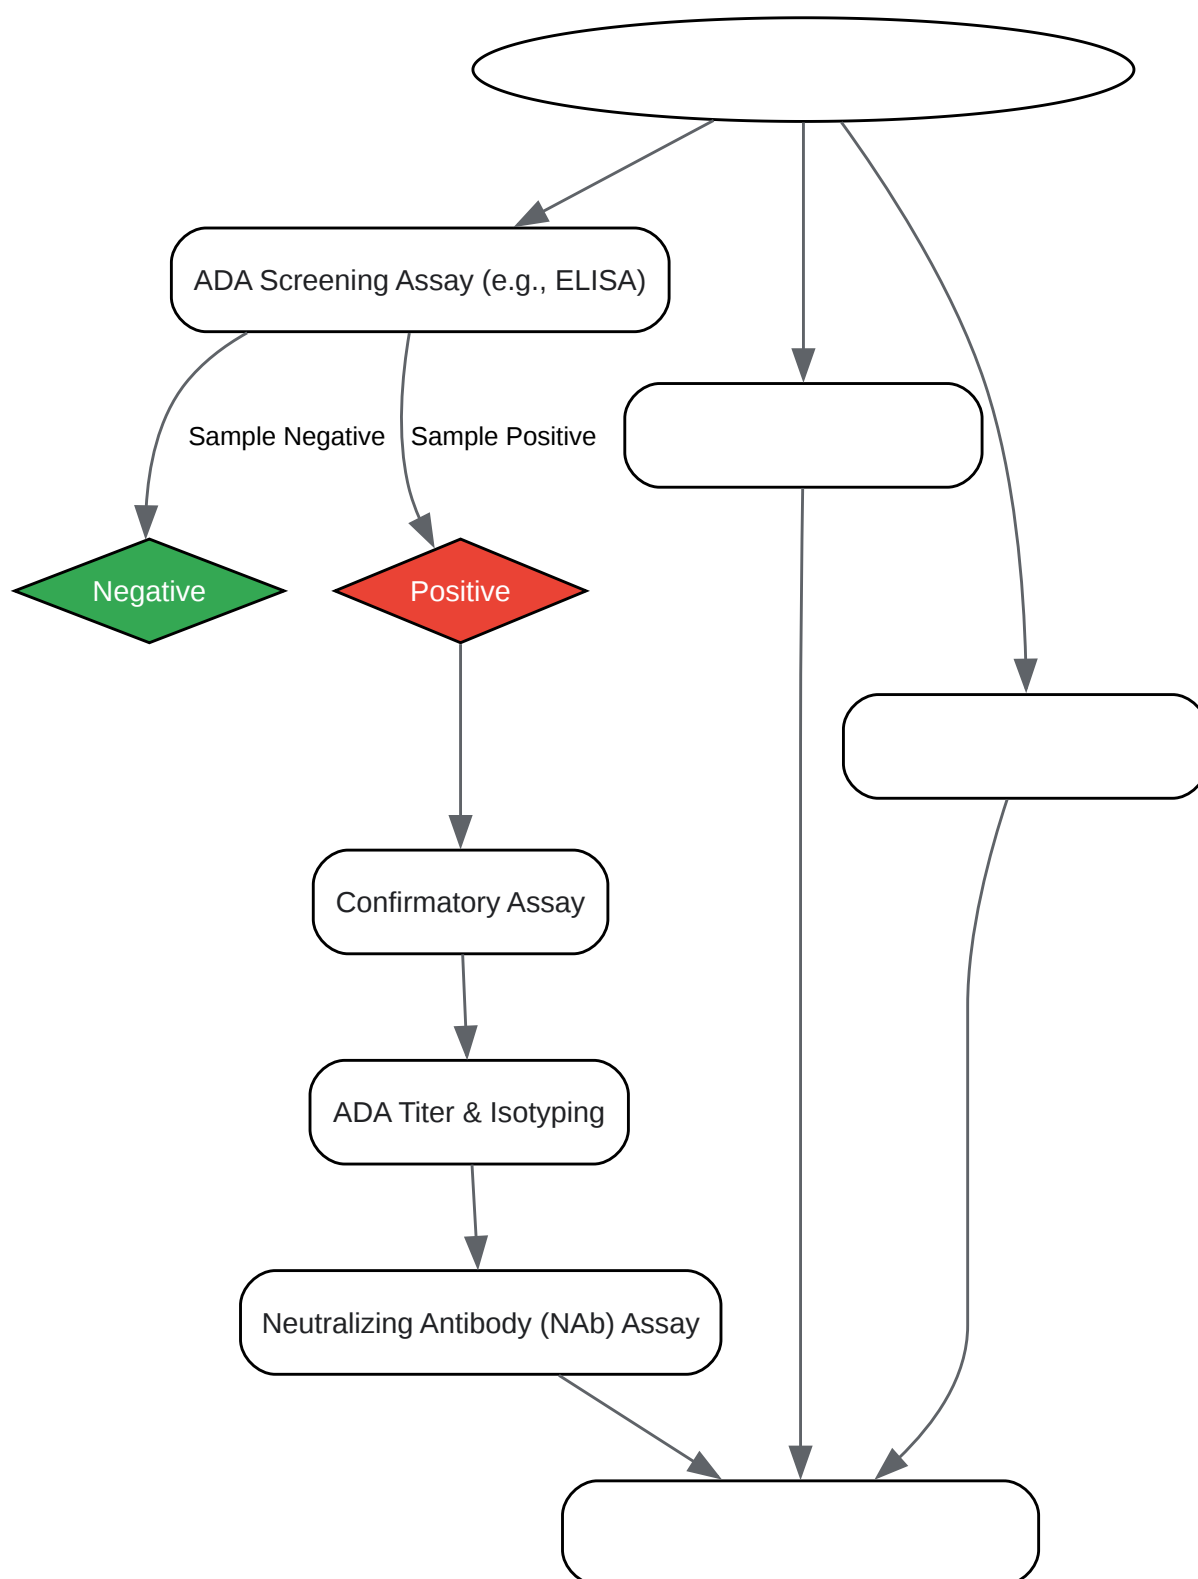 ADA Screening Assay (e.g., ELISA)
Sample Negative
Sample Positive
Negative
Positive
Confirmatory Assay
ADA Titer & Isotyping
Neutralizing Antibody (NAb) Assay